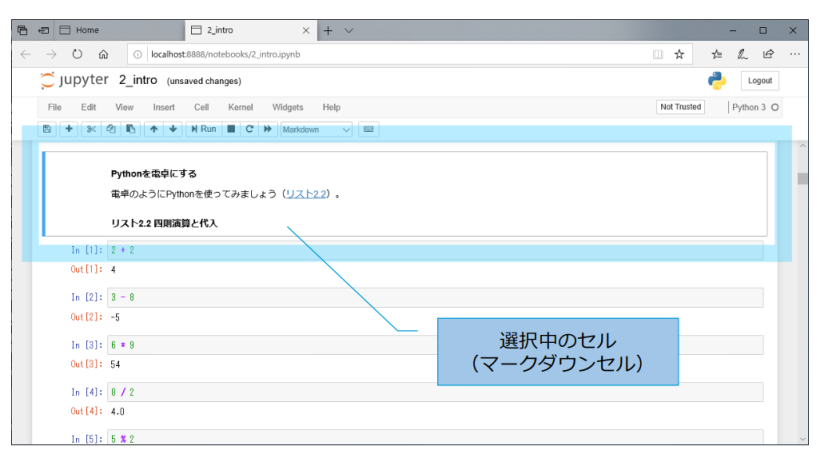 Home
2_intro
localhost:8888/notebooks/2_intro.ipynb
jupyter 2_intro (unsaved changes)
Logout
File Edit View Insert Cell Kernel Widgets Help
Not Trusted Python 3
Run Markdown
Pythonを電卓にする
電卓のようにPythonを使ってみましょう（リスト2.2）。
リスト2.2 四則演算と代入
In [1]: 2 + 2
Out[1]: 4
In [2]: 3 - 8
Out[2]: -5
In [3]: 6 * 9
Out[3]: 54
In [4]: 8 / 2
Out[4]: 4.0
In [5]: 5 % 2
選択中のセル
（マークダウンセル）